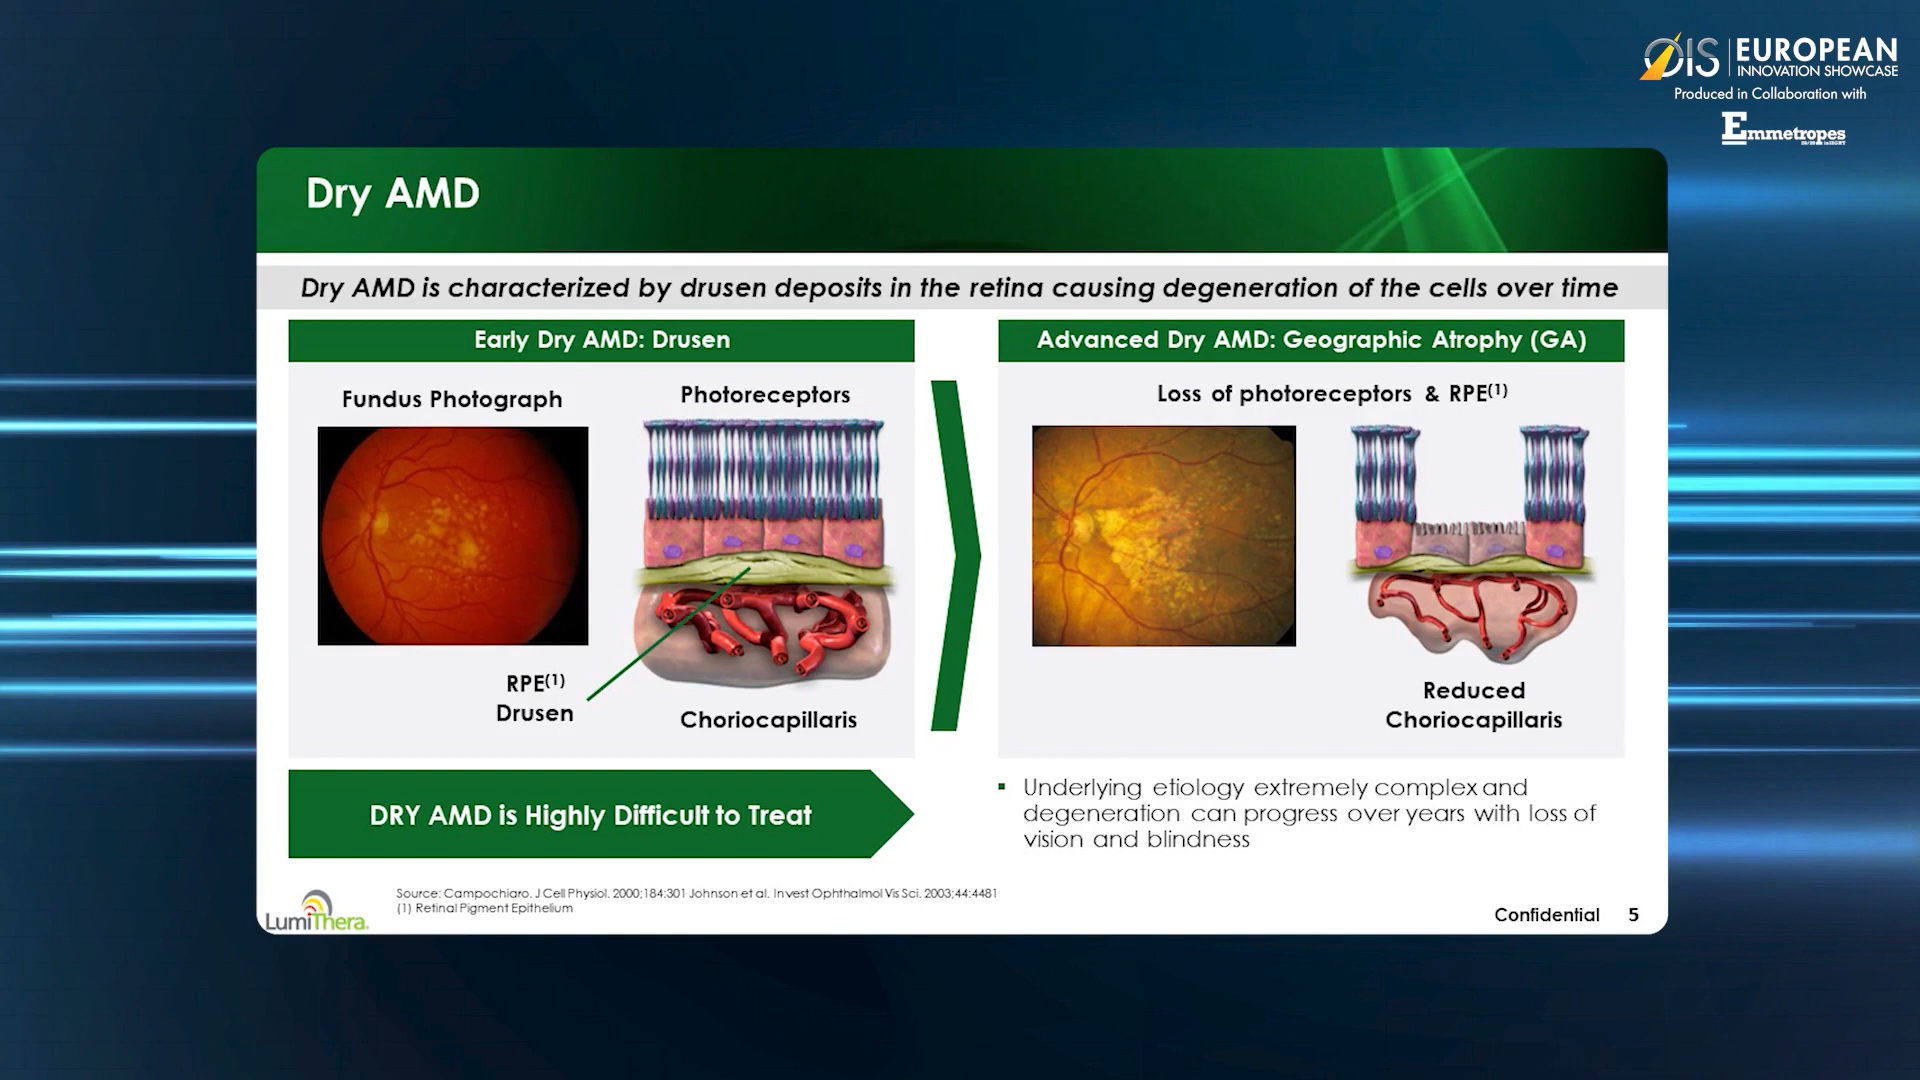 OIS EUROPEAN
INNOVATION SHOWCASE
Produced in Collaboration with
Emmetropes
20/20 inSIGHT
Dry AMD
Dry AMD is characterized by drusen deposits in the retina causing degeneration of the cells over time
Early Dry AMD: Drusen
Fundus Photograph
Photoreceptors
RPE(1)
Drusen
Choriocapillaris
Advanced Dry AMD: Geographic Atrophy (GA)
Loss of photoreceptors & RPE(1)
Reduced
Choriocapillaris
DRY AMD is Highly Difficult to Treat
▪ Underlying etiology extremely complex and
degeneration can progress over years with loss of
vision and blindness
LumiThera®
Source: Campochiaro. J Cell Physiol. 2000;184:301 Johnson et al. Invest Ophthalmol Vis Sci. 2003;44:4481
(1) Retinal Pigment Epithelium
Confidential 5